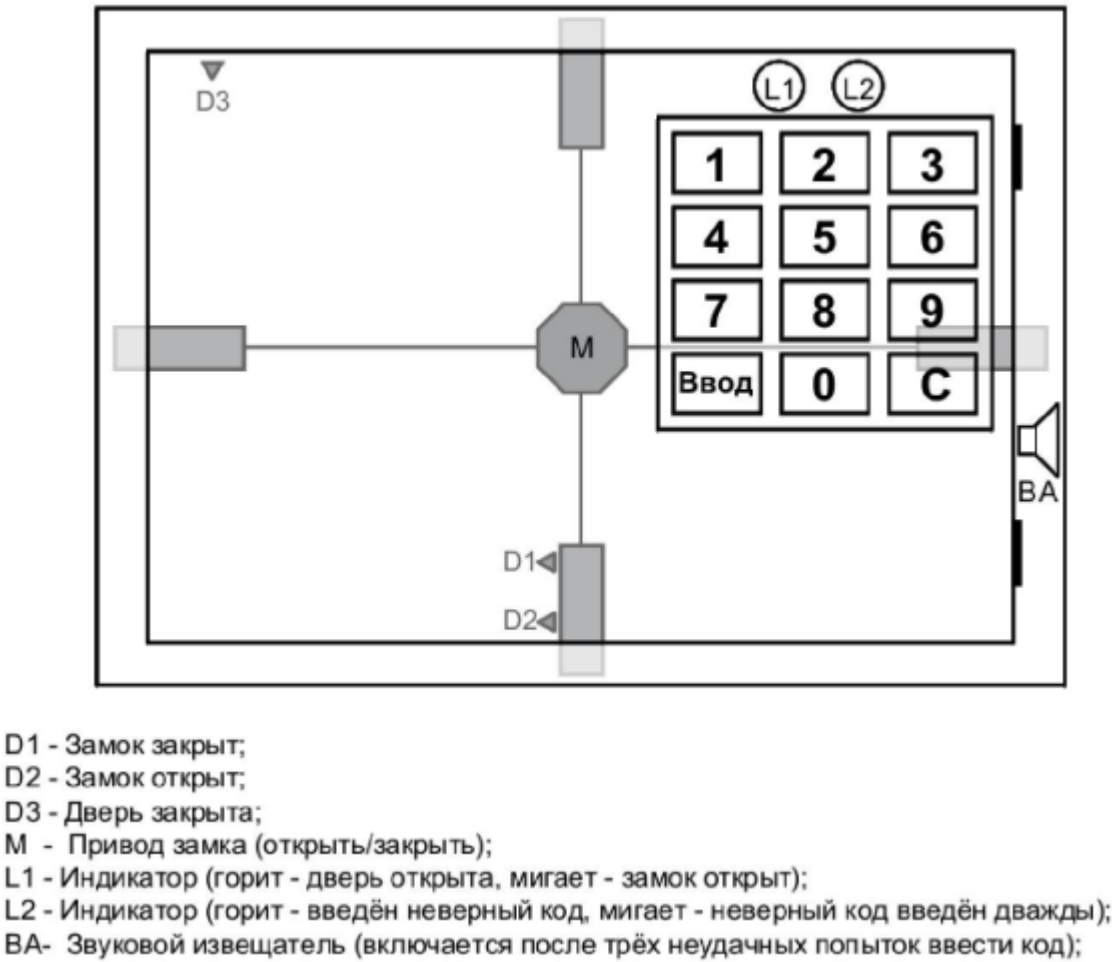 D3
L1 L2
1 2 3
4 5 6
7 8 9
M
Ввод 0 C
BA
D1
D2
D1 - Замок закрыт;
D2 - Замок открыт;
D3 - Дверь закрыта;
M - Привод замка (открыть/закрыть);
L1 - Индикатор (горит - дверь открыта, мигает - замок открыт);
L2 - Индикатор (горит - введён неверный код, мигает - неверный код введён дважды);
BA- Звуковой извещатель (включается после трёх неудачных попыток ввести код);